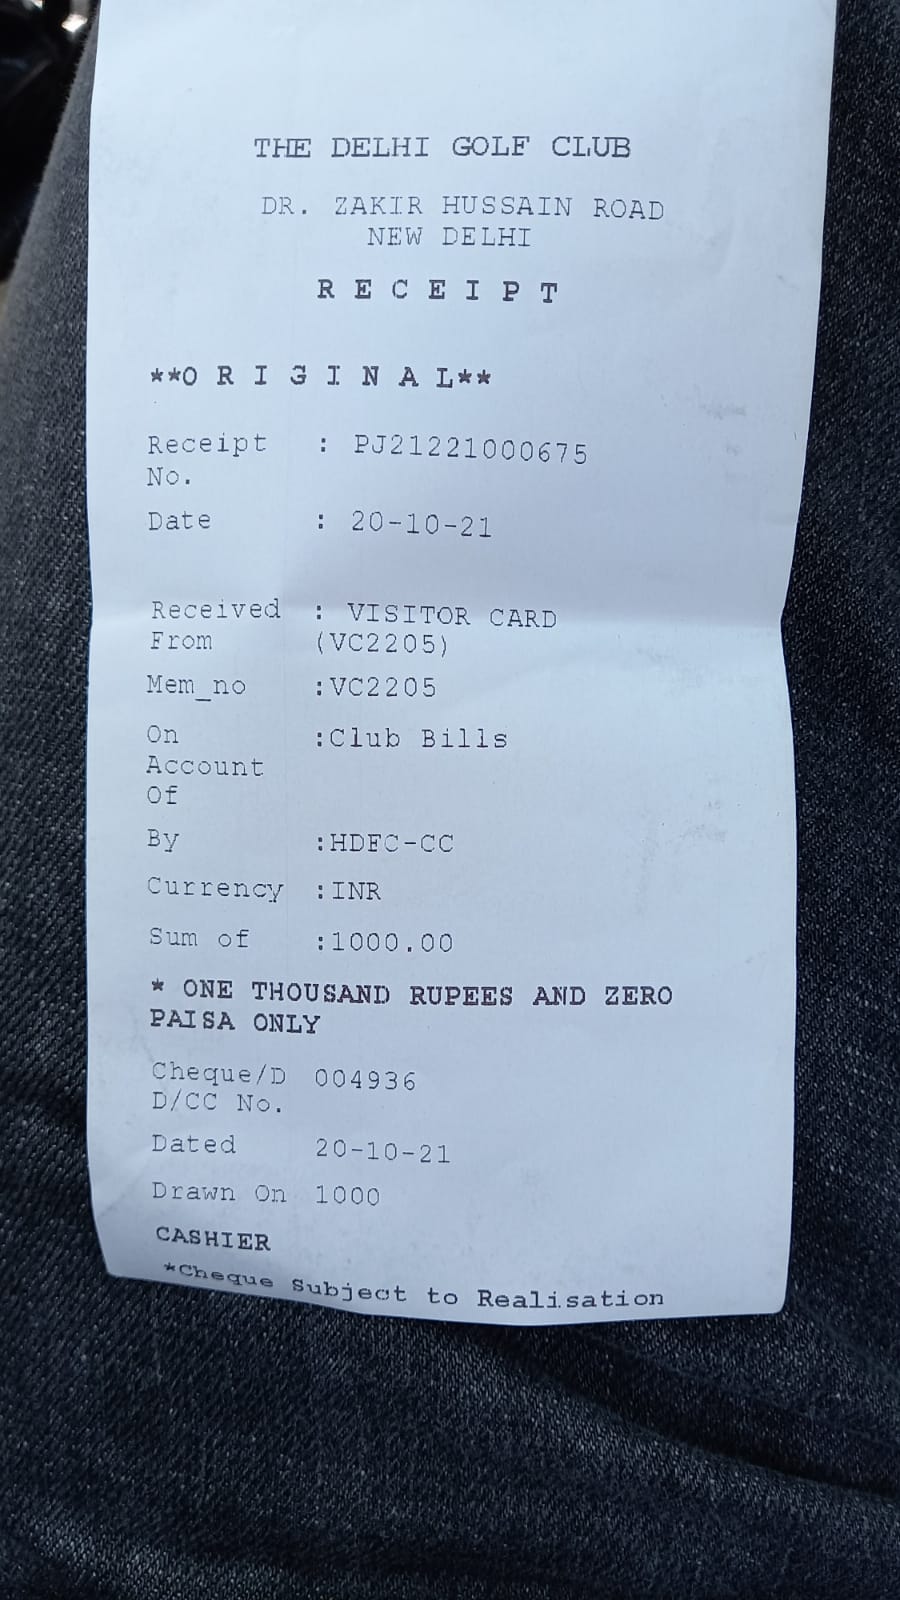 THE DELHI GOLF CLUB
DR. ZAKIR HUSSAIN ROAD
NEW DELHI
R E C E I P T
**O R I G I N A L**
Receipt : PJ21221000675
No.
Date : 20-10-21
Received : VISITOR CARD
From (VC2205)
Mem_no :VC2205
On :Club Bills
Account
Of
By :HDFC-CC
Currency :INR
Sum of :1000.00
* ONE THOUSAND RUPEES AND ZERO
PAISA ONLY
Cheque/D 004936
D/CC No.
Dated 20-10-21
Drawn On 1000
CASHIER
*Cheque Subject to Realisation